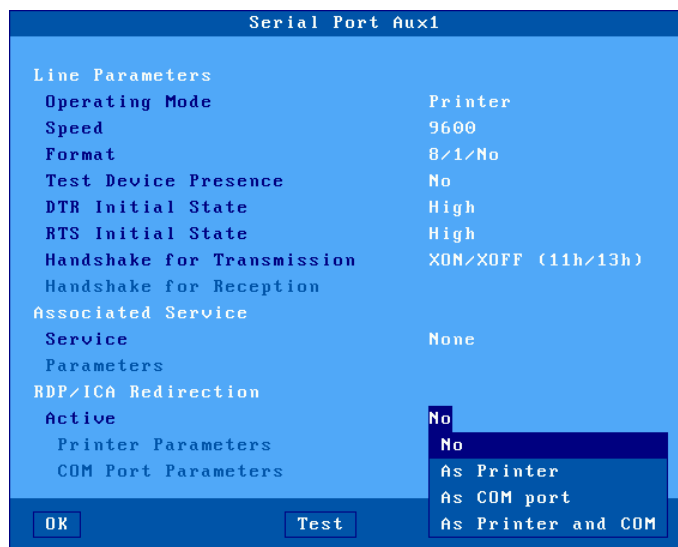 Serial Port Aux1
Line Parameters
Operating Mode Printer
Speed 9600
Format 8/1/No
Test Device Presence No
DTR Initial State High
RTS Initial State High
Handshake for Transmission XON/XOFF (11h/13h)
Handshake for Reception
Associated Service
Service None
Parameters
RDP/ICA Redirection
Active No
Printer Parameters No
COM Port Parameters As Printer
As COM port
OK Test As Printer and COM